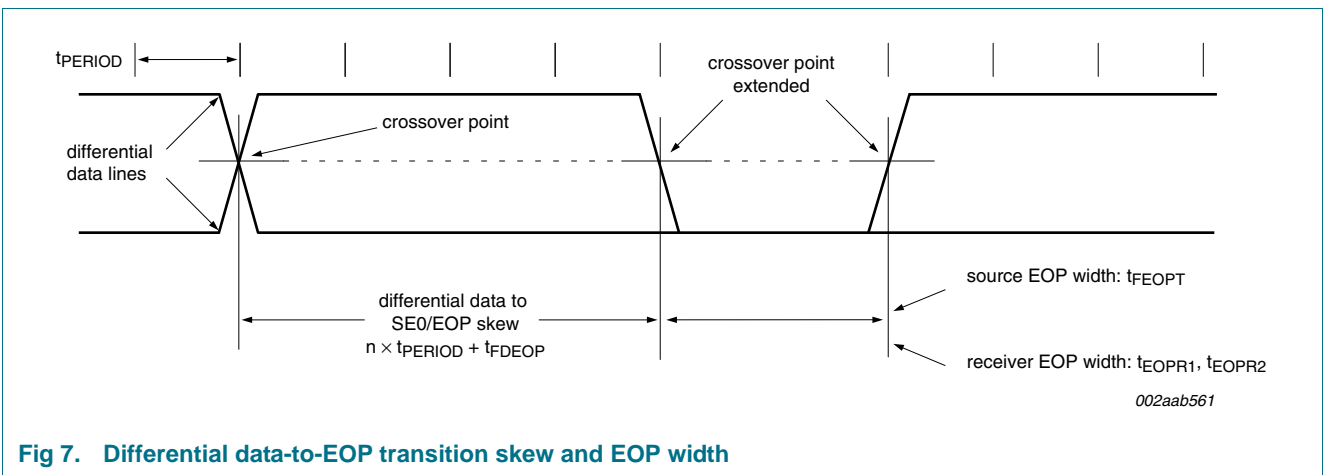 tPERIOD
crossover point
extended
crossover point
differential
data lines
source EOP width: tFEOPT
differential data to
SE0/EOP skew
n × tPERIOD + tFDEOP
receiver EOP width: tEOPR1, tEOPR2
002aab561
Fig 7. Differential data-to-EOP transition skew and EOP width